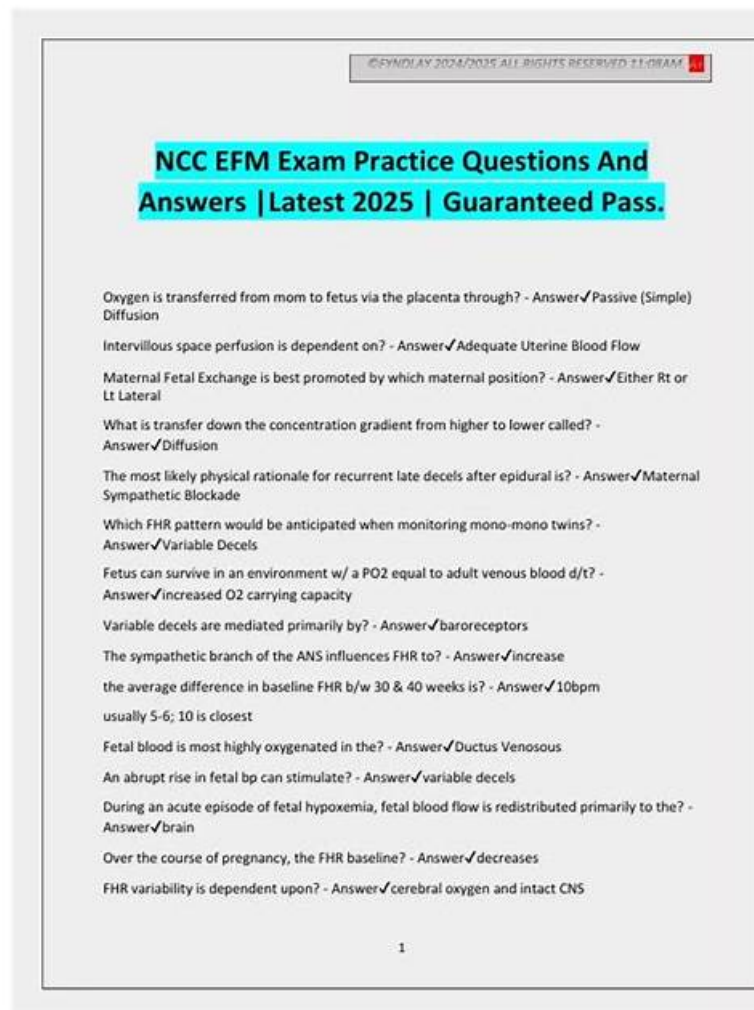 ©FYNDLAY 2024/2025 ALL RIGHTS RESERVED 11:08AM. A+
NCC EFM Exam Practice Questions And
Answers |Latest 2025 | Guaranteed Pass.
Oxygen is transferred from mom to fetus via the placenta through? - Answer✔Passive (Simple)
Diffusion
Intervillous space perfusion is dependent on? - Answer✔Adequate Uterine Blood Flow
Maternal Fetal Exchange is best promoted by which maternal position? - Answer✔Either Rt or
Lt Lateral
What is transfer down the concentration gradient from higher to lower called? -
Answer✔Diffusion
The most likely physical rationale for recurrent late decels after epidural is? - Answer✔Maternal
Sympathetic Blockade
Which FHR pattern would be anticipated when monitoring mono-mono twins? -
Answer✔Variable Decels
Fetus can survive in an environment w/ a PO2 equal to adult venous blood d/t? -
Answer✔increased O2 carrying capacity
Variable decels are mediated primarily by? - Answer✔baroreceptors
The sympathetic branch of the ANS influences FHR to? - Answer✔increase
the average difference in baseline FHR b/w 30 & 40 weeks is? - Answer✔10bpm
usually 5-6; 10 is closest
Fetal blood is most highly oxygenated in the? - Answer✔Ductus Venosous
An abrupt rise in fetal bp can stimulate? - Answer✔variable decels
During an acute episode of fetal hypoxemia, fetal blood flow is redistributed primarily to the? -
Answer✔brain
Over the course of pregnancy, the FHR baseline? - Answer✔decreases
FHR variability is dependent upon? - Answer✔cerebral oxygen and intact CNS
1